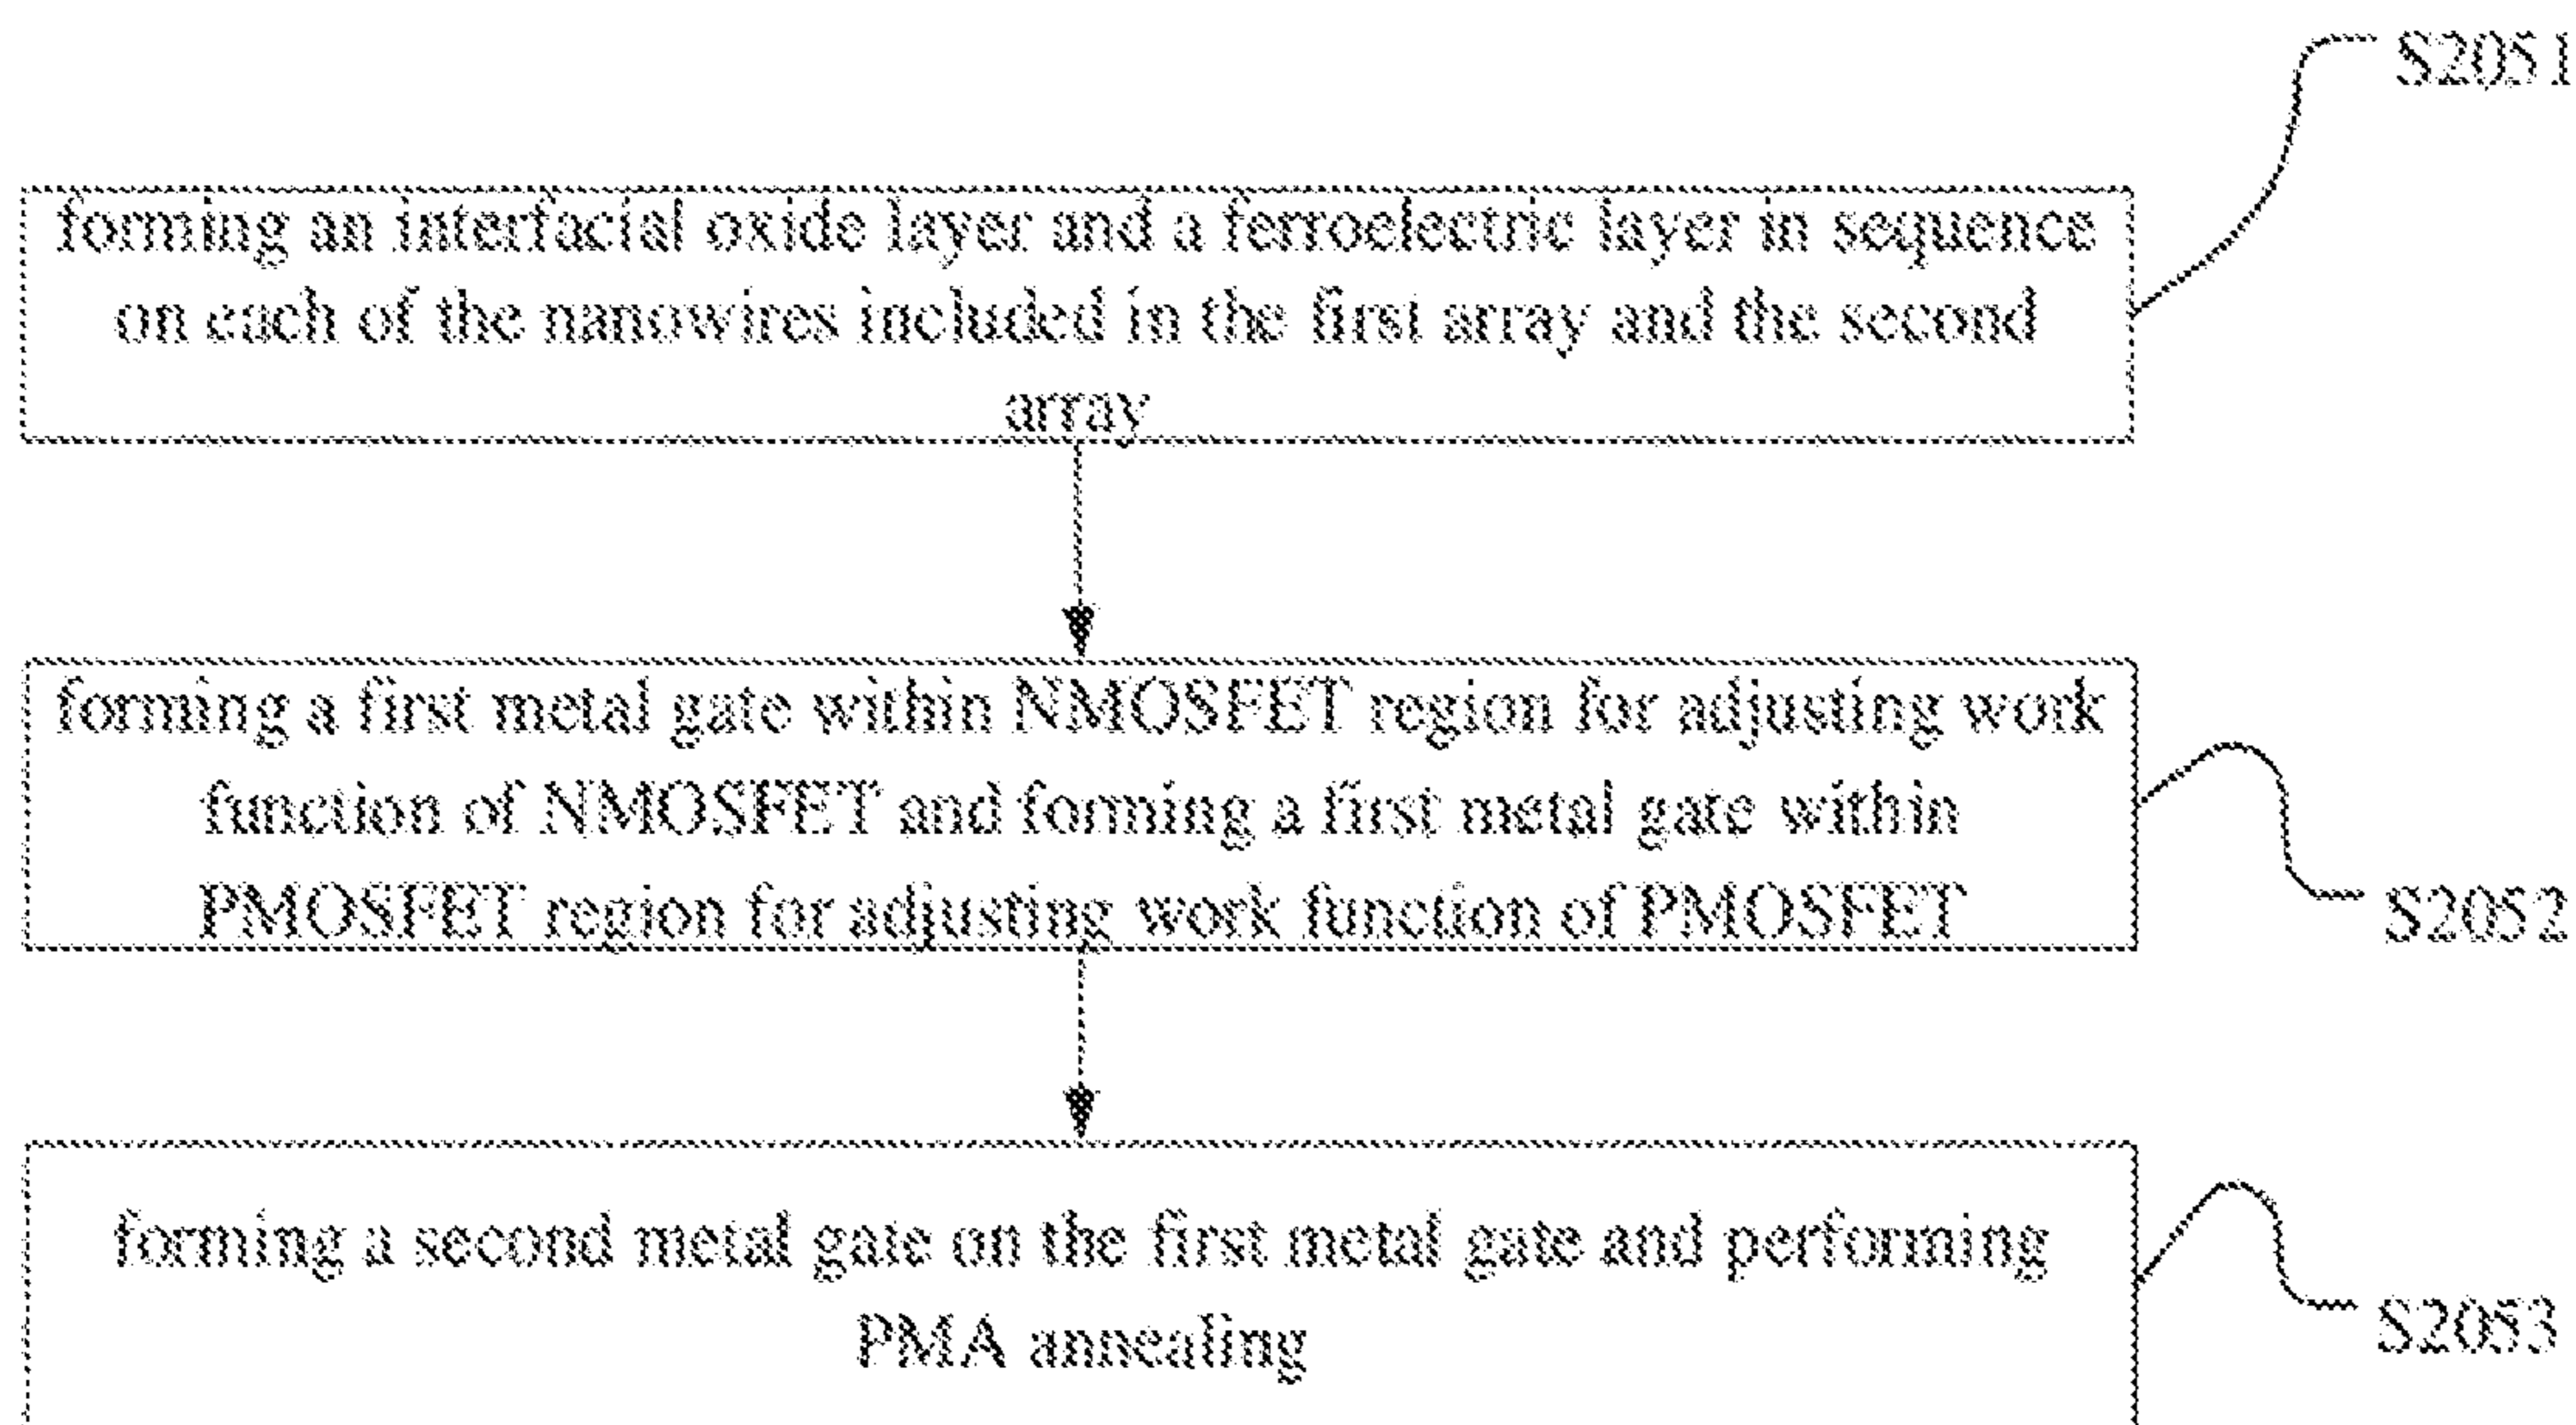 S2051
forming an interfacial oxide layer and a ferroelectric layer in sequence
on each of the nanowires included in the first array and the second
array
forming a first metal gate within NMOSFET region for adjusting work
function of NMOSFET and forming a first metal gate within
PMOSFET region for adjusting work function of PMOSFET
S2052
forming a second metal gate on the first metal gate and performing
PMA annealing
S2053